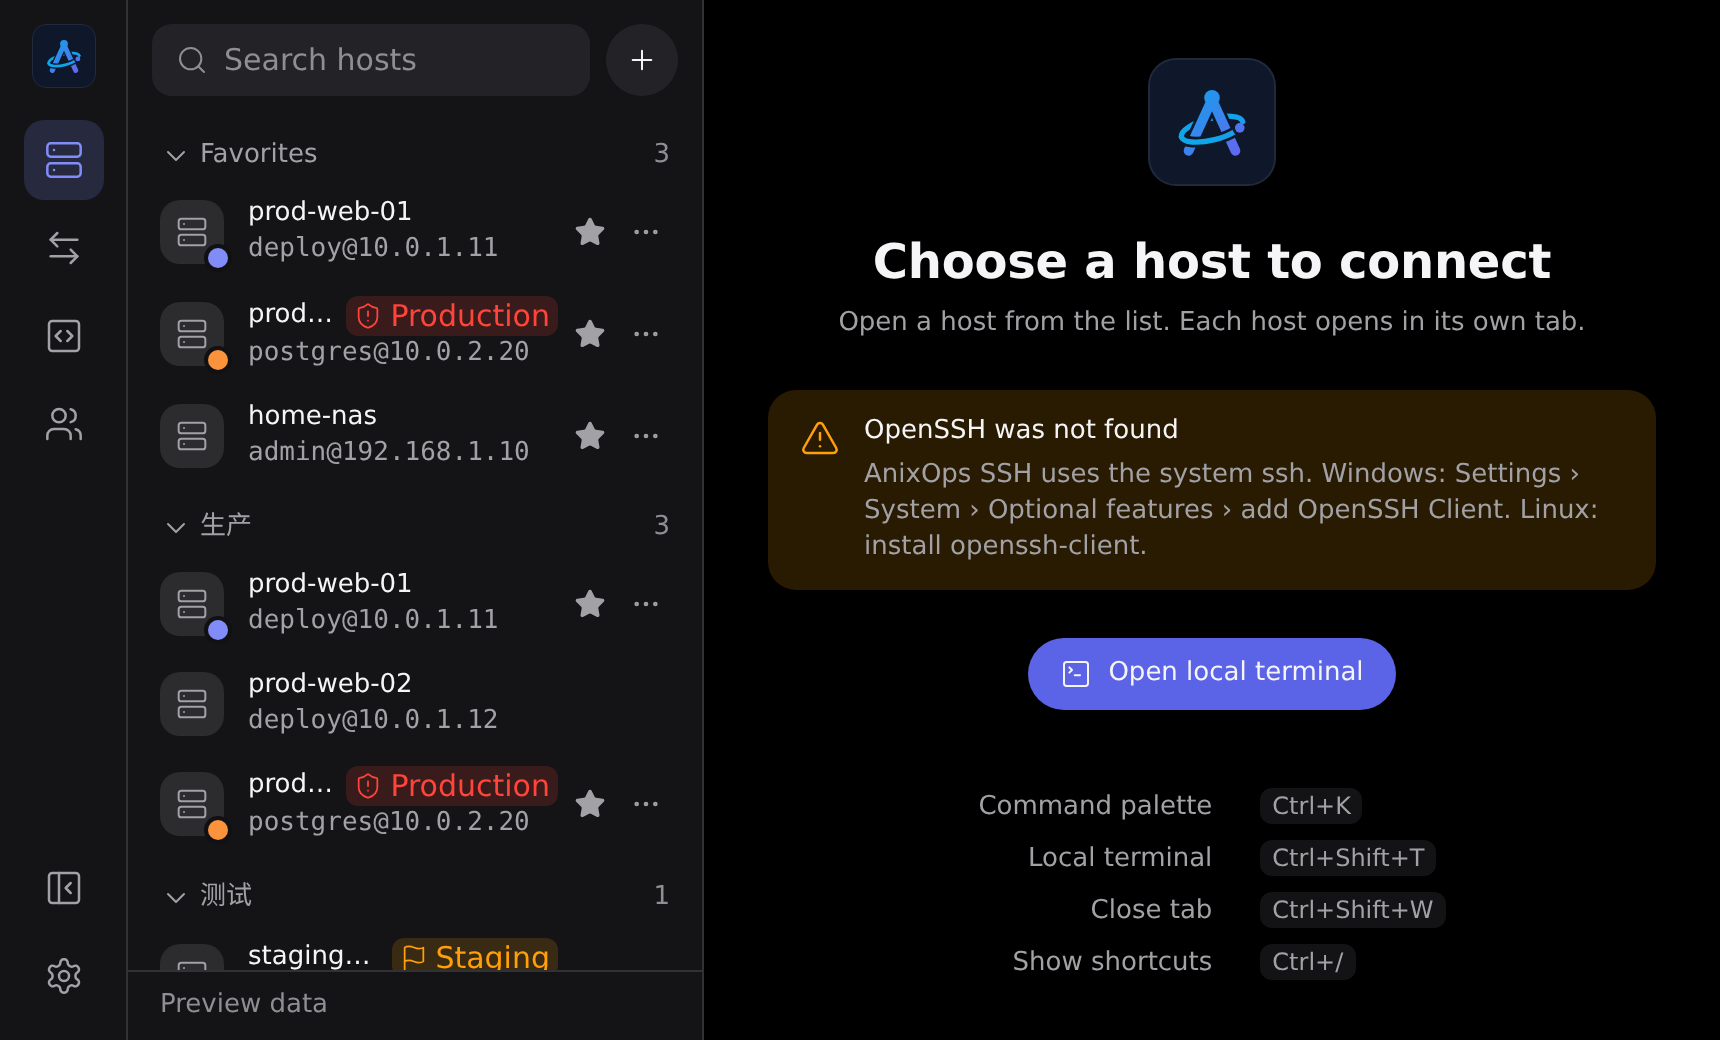 Search hosts
Favorites 3
prod-web-01
deploy@10.0.1.11
prod... Production
postgres@10.0.2.20
home-nas
admin@192.168.1.10
生产 3
prod-web-01
deploy@10.0.1.11
prod-web-02
deploy@10.0.1.12
prod... Production
postgres@10.0.2.20
测试 1
staging... Staging
Preview data
Choose a host to connect
Open a host from the list. Each host opens in its own tab.
OpenSSH was not found
AnixOps SSH uses the system ssh. Windows: Settings ›
System › Optional features › add OpenSSH Client. Linux:
install openssh-client.
Open local terminal
Command palette Ctrl+K
Local terminal Ctrl+Shift+T
Close tab Ctrl+Shift+W
Show shortcuts Ctrl+/